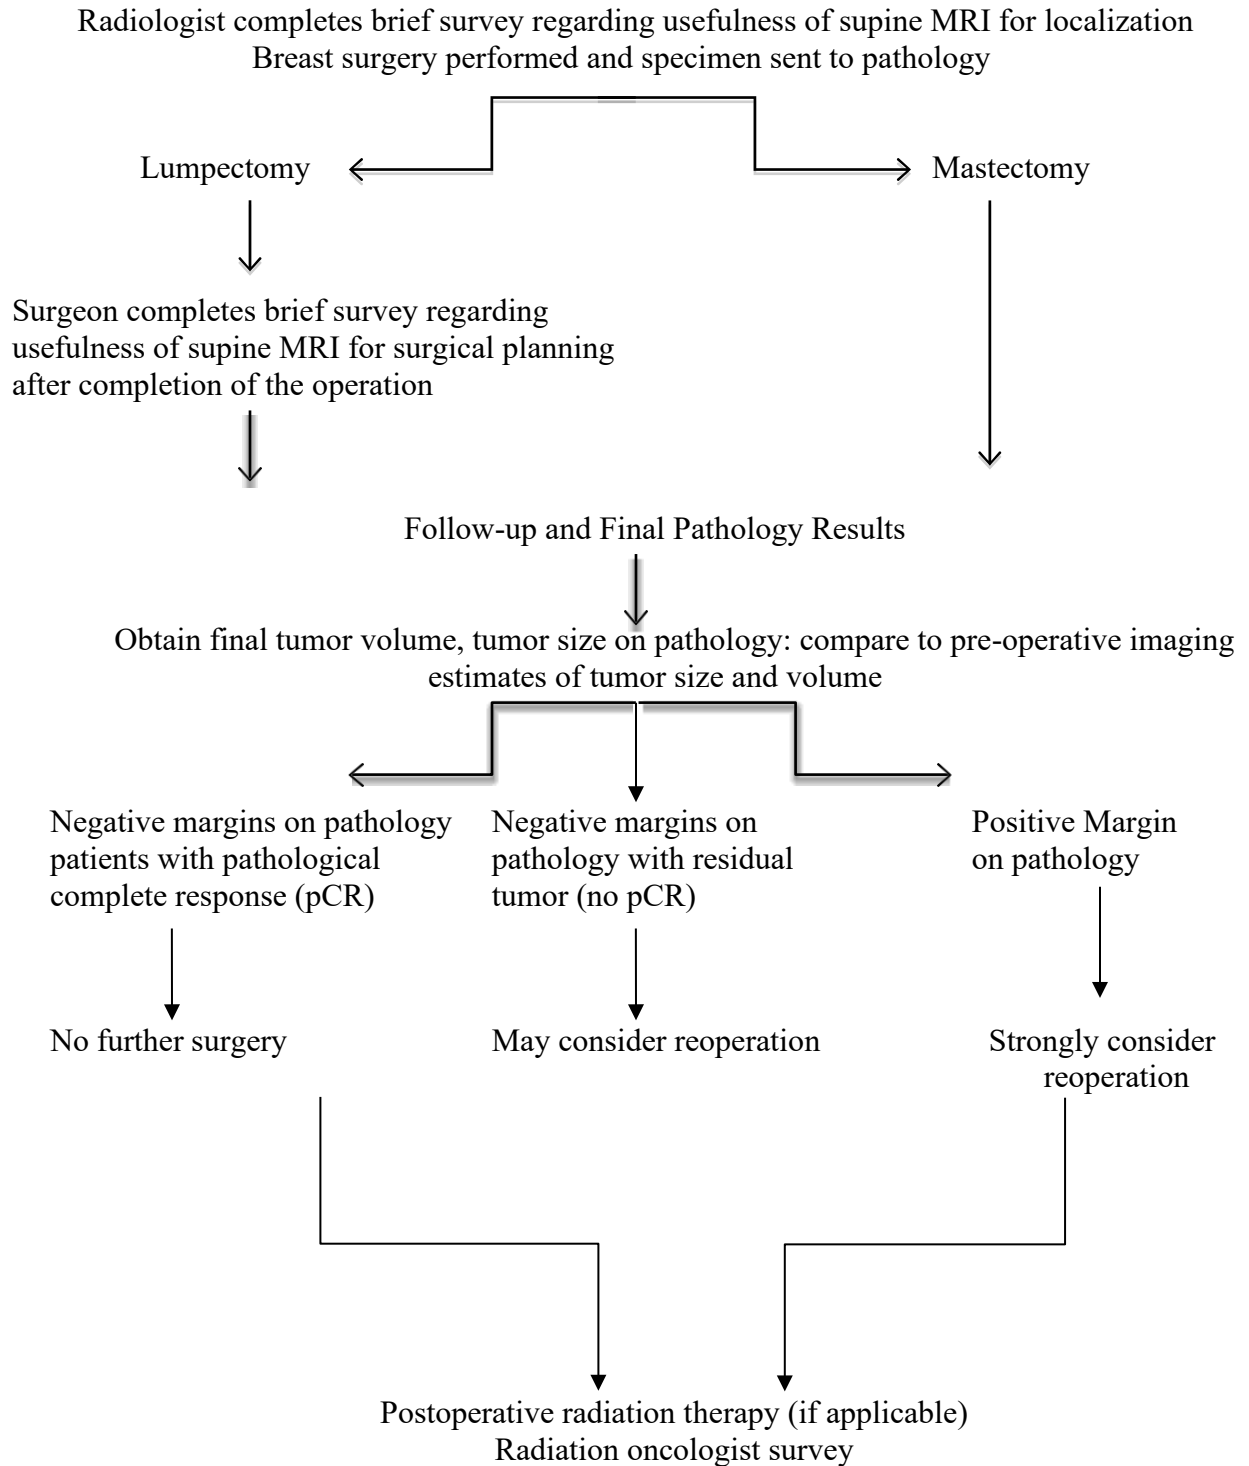 Radiologist completes brief survey regarding usefulness of supine MRI for localization
Breast surgery performed and specimen sent to pathology
Lumpectomy
Mastectomy
Surgeon completes brief survey regarding
usefulness of supine MRI for surgical planning
after completion of the operation
Follow-up and Final Pathology Results
Obtain final tumor volume, tumor size on pathology: compare to pre-operative imaging
estimates of tumor size and volume
Negative margins on pathology
patients with pathological
complete response (pCR)
Negative margins on
pathology with residual
tumor (no pCR)
Positive Margin
on pathology
No further surgery
May consider reoperation
Strongly consider
reoperation
Postoperative radiation therapy (if applicable)
Radiation oncologist survey